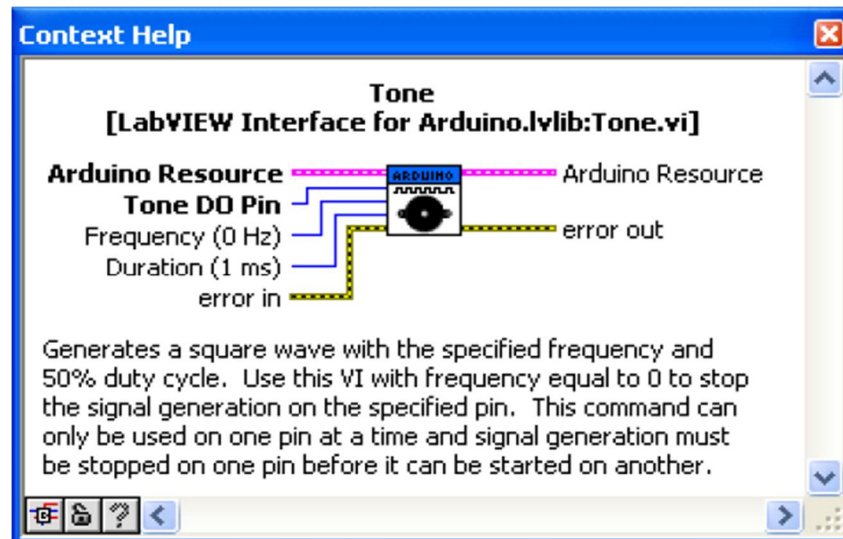 Context Help
Tone
[LabVIEW Interface for Arduino.lvlib:Tone.vi]
Arduino Resource
ARDUINO
Arduino Resource
Tone DO Pin
Frequency (0 Hz)
error out
Duration (1 ms)
error in
Generates a square wave with the specified frequency and
50% duty cycle.  Use this VI with frequency equal to 0 to stop
the signal generation on the specified pin.  This command can
only be used on one pin at a time and signal generation must
be stopped on one pin before it can be started on another.
?